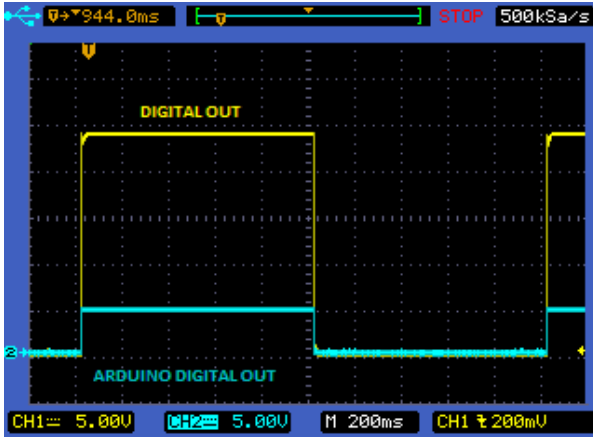 944.0ms STOP 500kSa/s
T
DIGITAL OUT
2
ARDUINO DIGITAL OUT
CH1 5.00V CH2 5.00V M 200ms CH1 200mV